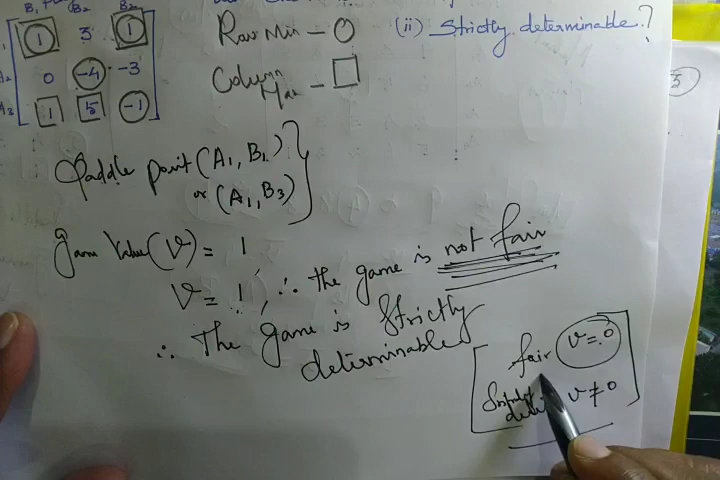 B₁ B₂ B₃
1 3 1
A₂ 0 -4 -3
A₃ 1 5 -1
Row Min - ○
Column Max - □
(ii) Strictly determinable.?
Saddle point (A₁, B₁)
or (A₁, B₃)
Game Value (V) = 1
V = 1, ∴ the game is not fair
∴ The game is Strictly
determinable
fair V = 0
V ≠ 0